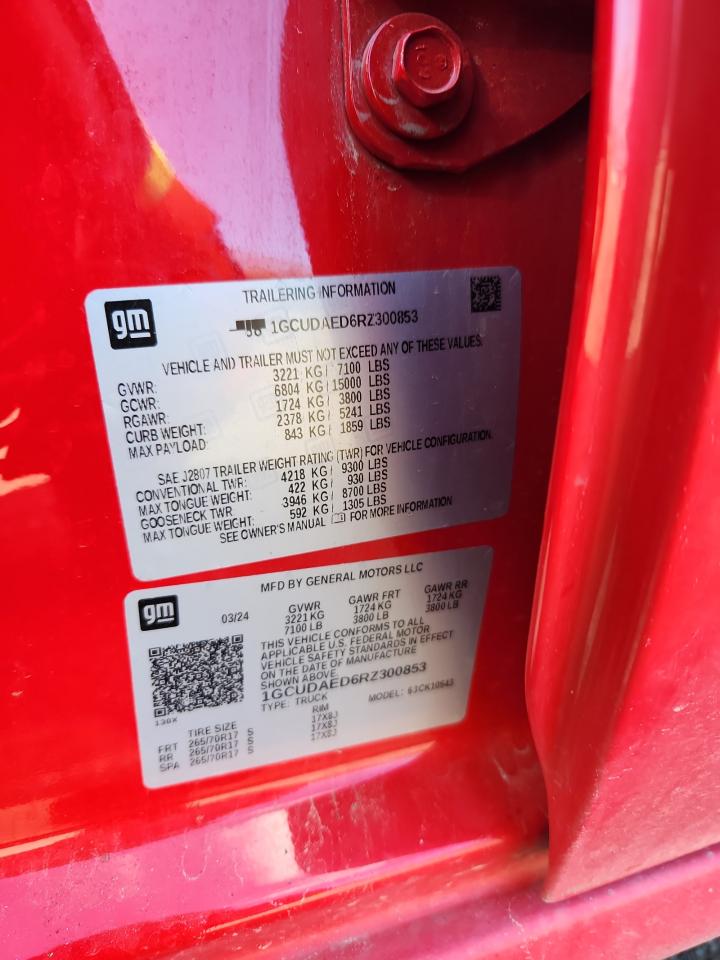 gm
TRAILERING INFORMATION
1GCUDAED6RZ300853
VEHICLE AND TRAILER MUST NOT EXCEED ANY OF THESE VALUES:
GVWR: 3221 KG / 7100 LBS
GCWR: 6804 KG / 15000 LBS
RGAWR: 1724 KG / 3800 LBS
CURB WEIGHT: 2378 KG / 5241 LBS
MAX PAYLOAD: 843 KG / 1859 LBS
SAE J2807 TRAILER WEIGHT RATING (TWR) FOR VEHICLE CONFIGURATION.
CONVENTIONAL TWR: 4218 KG / 9300 LBS
MAX TONGUE WEIGHT: 422 KG / 930 LBS
GOOSENECK TWR: 3946 KG / 8700 LBS
MAX TONGUE WEIGHT: 592 KG / 1305 LBS
SEE OWNER'S MANUAL FOR MORE INFORMATION
gm
MFD BY GENERAL MOTORS LLC
03/24
GVWR GAWR FRT GAWR RR
3221 KG 1724 KG 1724 KG
7100 LB 3800 LB 3800 LB
THIS VEHICLE CONFORMS TO ALL
APPLICABLE U.S. FEDERAL MOTOR
VEHICLE SAFETY STANDARDS IN EFFECT
ON THE DATE OF MANUFACTURE
SHOWN ABOVE.
1GCUDAED6RZ300853
TYPE: TRUCK MODEL:
138X
TIRE SIZE RIM
FRT 265/70R17 S 17X8J
RR 265/70R17 S 17X8J
SPA 265/70R17 S 17X8J